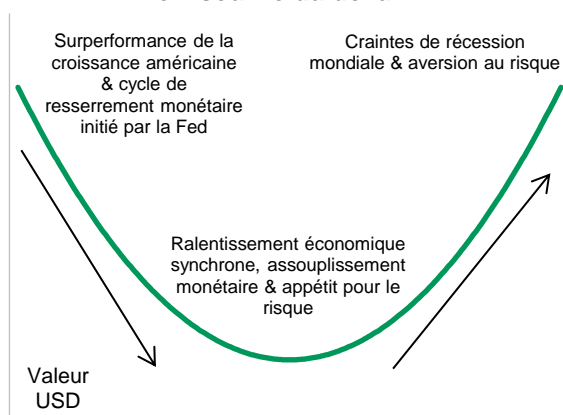 Surperformance de la
croissance américaine
& cycle de
resserrement monétaire
initié par la Fed
Craintes de récession
mondiale & aversion au risque
Ralentissement économique
synchrone, assouplissement
monétaire & appétit pour le
risque
Valeur
USD